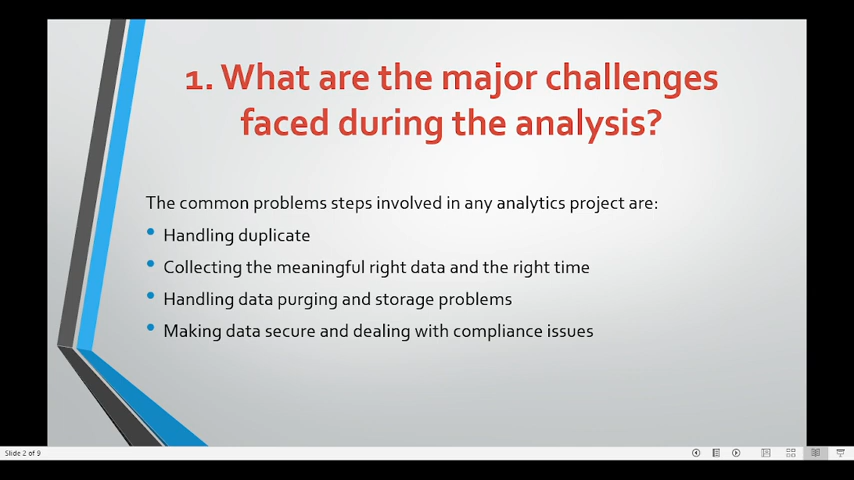 1. What are the major challenges
faced during the analysis?
The common problems steps involved in any analytics project are:
• Handling duplicate
• Collecting the meaningful right data and the right time
• Handling data purging and storage problems
• Making data secure and dealing with compliance issues
Slide 2 of 9